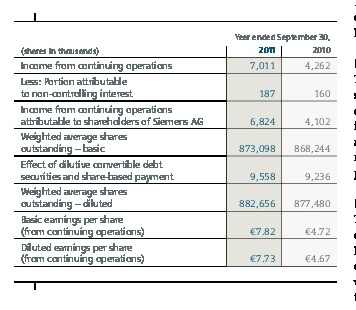 Year ended September 30,
(shares in thousands) 2011 2010
Income from continuing operations 7,011 4,262
Less: Portion attributable
to non-controlling interest 187 160
Income from continuing operations
attributable to shareholders of Siemens AG 6,824 4,102
Weighted average shares
outstanding – basic 873,098 868,244
Effect of dilutive convertible debt
securities and share-based payment 9,558 9,236
Weighted average shares
outstanding – diluted 882,656 877,480
Basic earnings per share
(from continuing operations) €7.82 €4.72
Diluted earnings per share
(from continuing operations) €7.73 €4.67